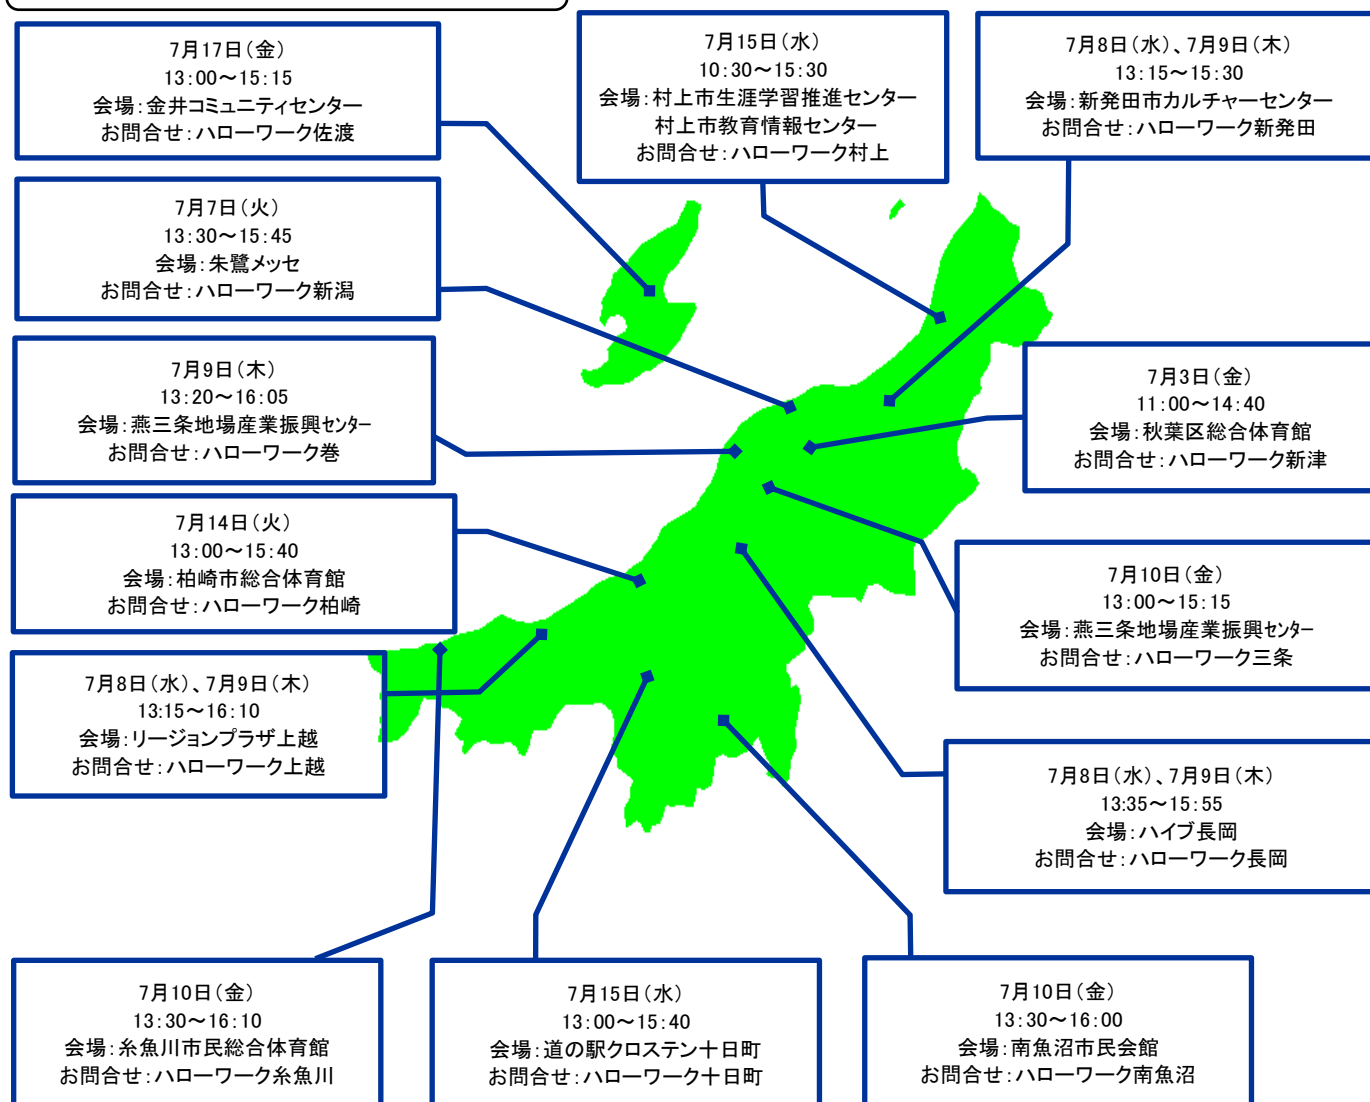 7月17日(金)
13:00～15:15
会場:金井コミュニティセンター
お問合せ:ハローワーク佐渡
7月15日(水)
10:30～15:30
会場:村上市生涯学習推進センター
村上市教育情報センター
お問合せ:ハローワーク村上
7月8日(水)、7月9日(木)
13:15～15:30
会場:新発田市カルチャーセンター
お問合せ:ハローワーク新発田
7月7日(火)
13:30～15:45
会場:朱鷺メッセ
お問合せ:ハローワーク新潟
7月9日(木)
13:20～16:05
会場:燕三条地場産業振興センター
お問合せ:ハローワーク巻
7月3日(金)
11:00～14:40
会場:秋葉区総合体育館
お問合せ:ハローワーク新津
7月14日(火)
13:00～15:40
会場:柏崎市総合体育館
お問合せ:ハローワーク柏崎
7月10日(金)
13:00～15:15
会場:燕三条地場産業振興センター
お問合せ:ハローワーク三条
7月8日(水)、7月9日(木)
13:15～16:10
会場:リージョンプラザ上越
お問合せ:ハローワーク上越
7月8日(水)、7月9日(木)
13:35～15:55
会場:ハイブ長岡
お問合せ:ハローワーク長岡
7月10日(金)
13:30～16:10
会場:糸魚川市民総合体育館
お問合せ:ハローワーク糸魚川
7月15日(水)
13:00～15:40
会場:道の駅クロステン十日町
お問合せ:ハローワーク十日町
7月10日(金)
13:30～16:00
会場:南魚沼市民会館
お問合せ:ハローワーク南魚沼